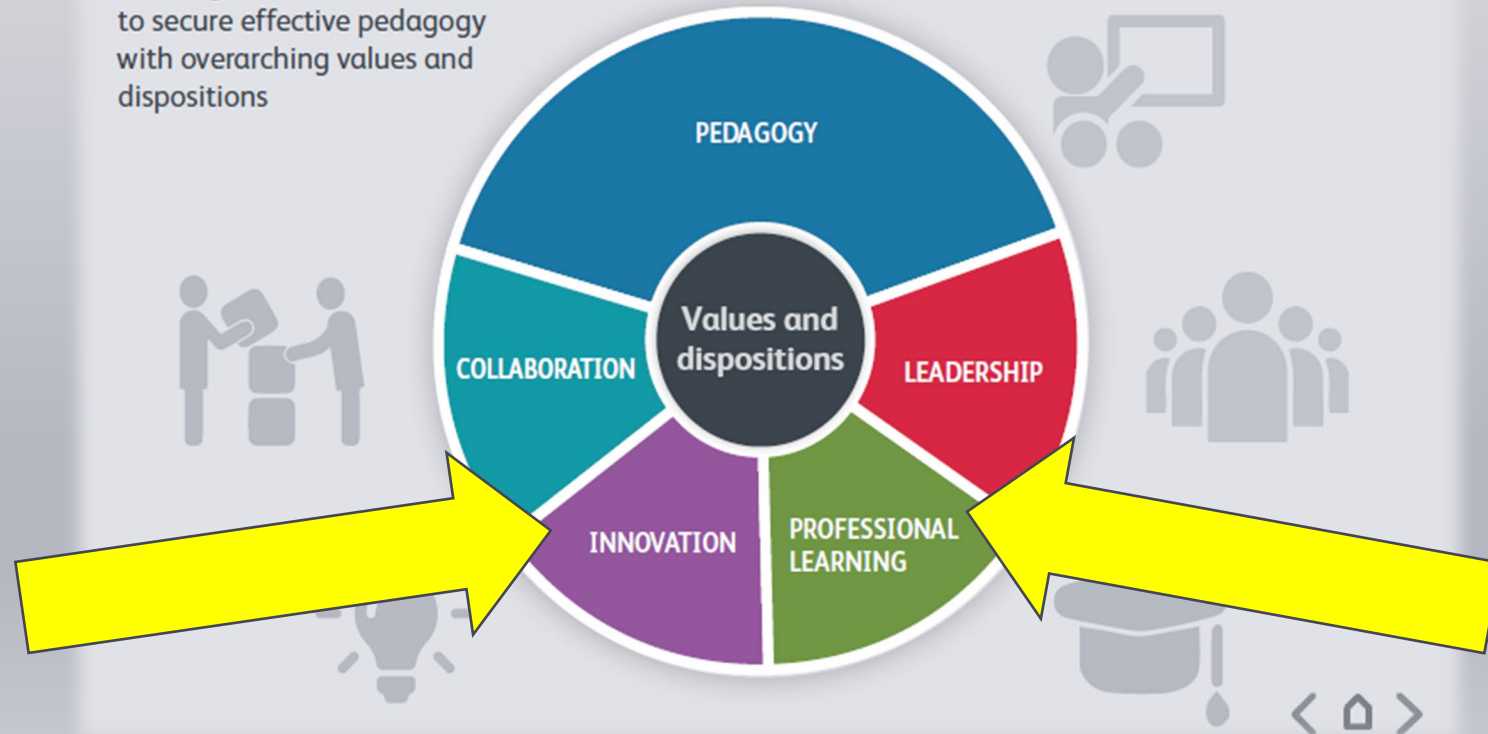 to secure effective pedagogy
with overarching values and
dispositions
PEDAGOGY
Values and
dispositions
COLLABORATION
LEADERSHIP
INNOVATION
PROFESSIONAL
LEARNING